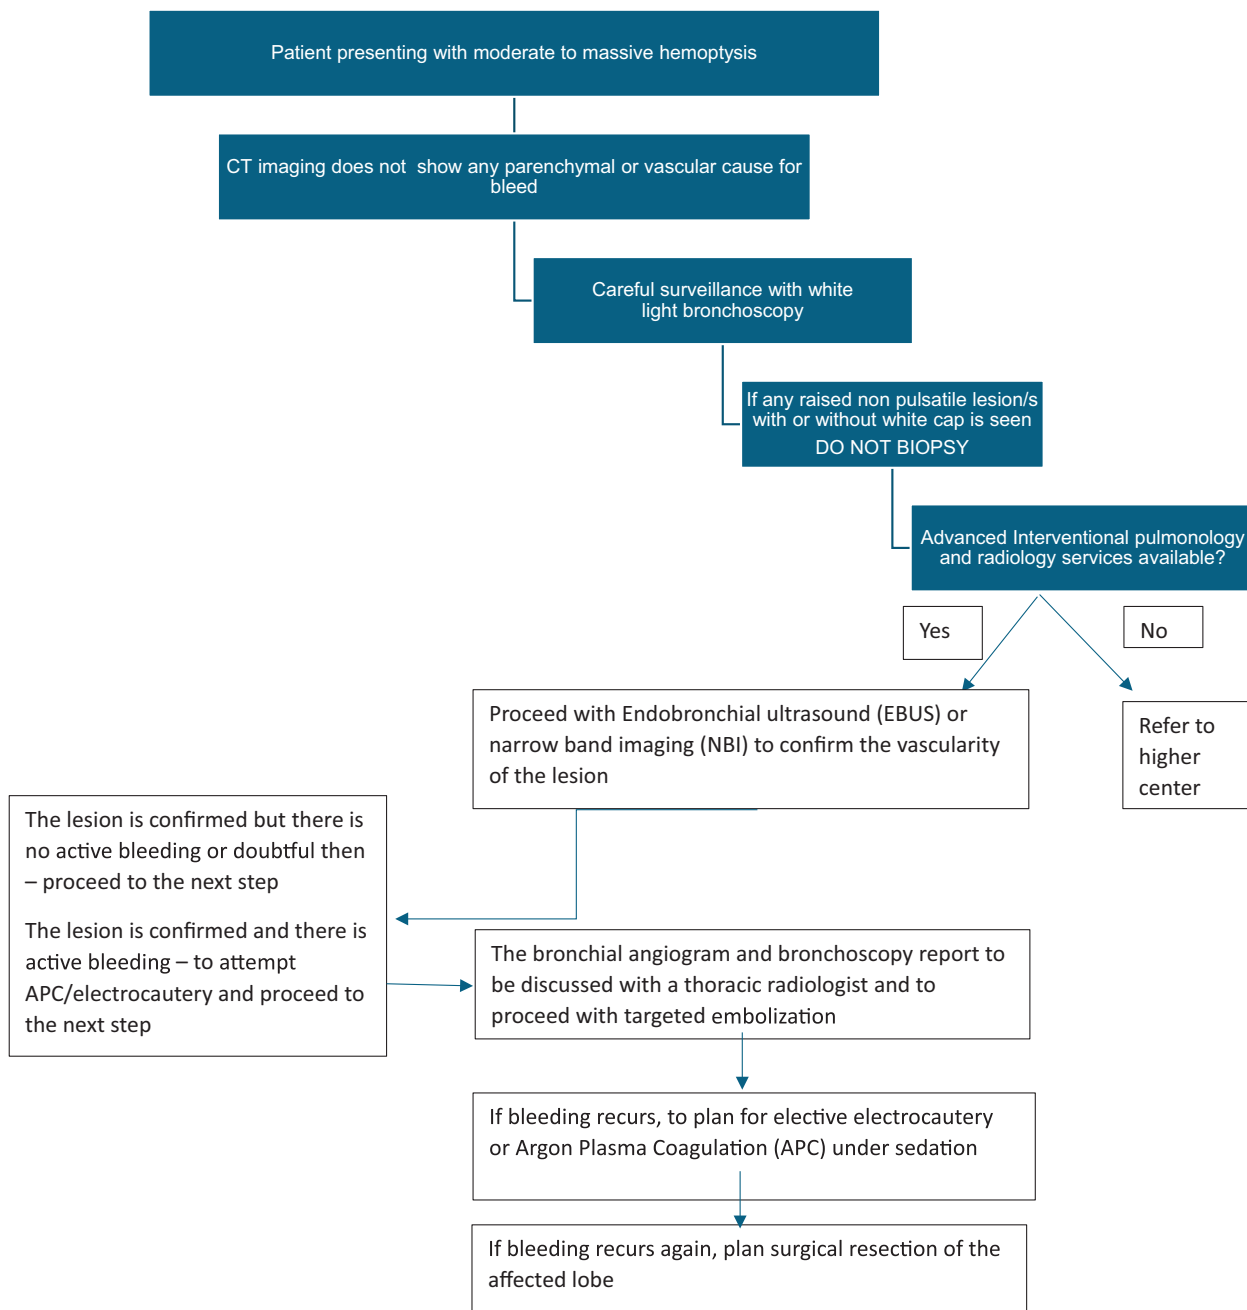 Patient presenting with moderate to massive hemoptysis
CT imaging does not show any parenchymal or vascular cause for
bleed
Careful surveillance with white
light bronchoscopy
If any raised non pulsatile lesion/s
with or without white cap is seen
DO NOT BIOPSY
Advanced Interventional pulmonology
and radiology services available?
Yes
No
Proceed with Endobronchial ultrasound (EBUS) or
narrow band imaging (NBI) to confirm the vascularity
of the lesion
Refer to
higher
center
The lesion is confirmed but there is
no active bleeding or doubtful then
– proceed to the next step
The lesion is confirmed and there is
active bleeding – to attempt
APC/electrocautery and proceed to
the next step
The bronchial angiogram and bronchoscopy report to
be discussed with a thoracic radiologist and to
proceed with targeted embolization
If bleeding recurs, to plan for elective electrocautery
or Argon Plasma Coagulation (APC) under sedation
If bleeding recurs again, plan surgical resection of the
affected lobe